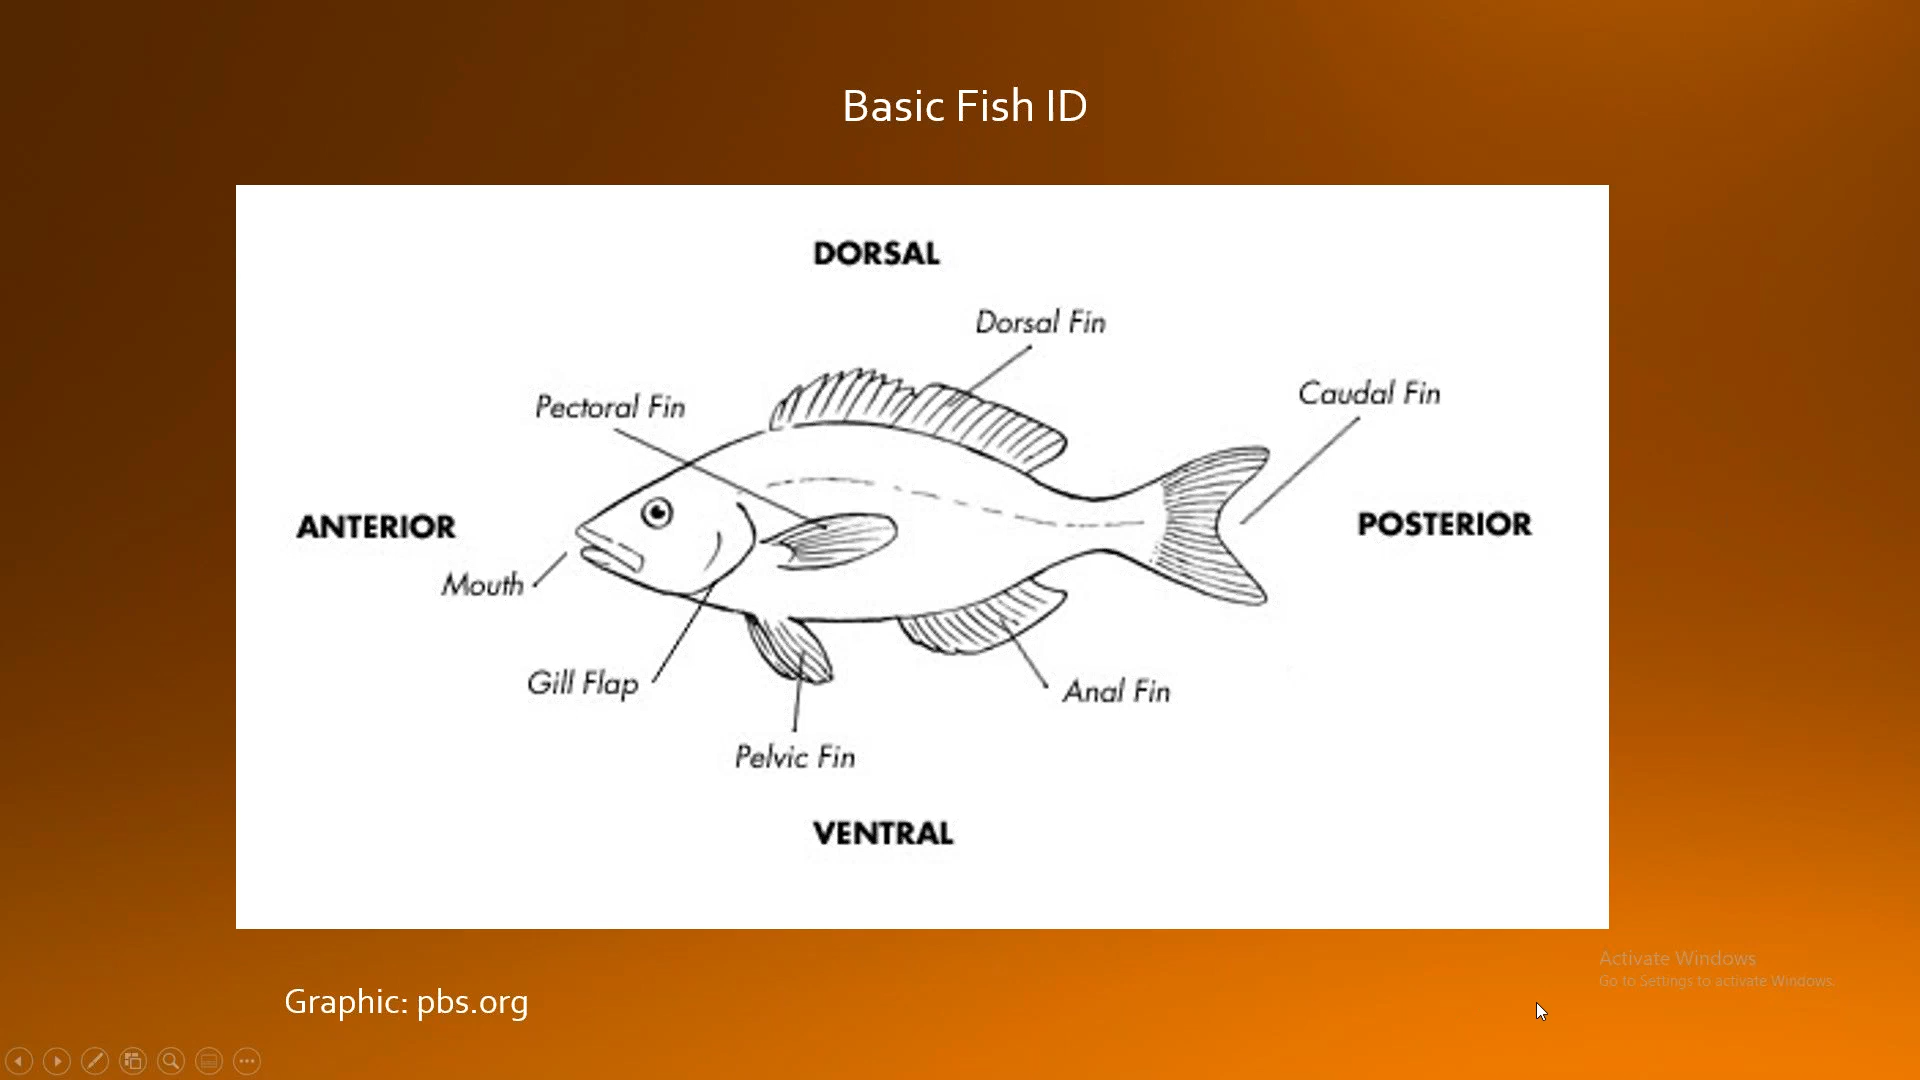 Basic Fish ID
DORSAL
Dorsal Fin
Caudal Fin
Pectoral Fin
ANTERIOR
POSTERIOR
Mouth
Gill Flap
Anal Fin
Pelvic Fin
VENTRAL
Activate Windows
Go to Settings to activate Windows.
Graphic: pbs.org